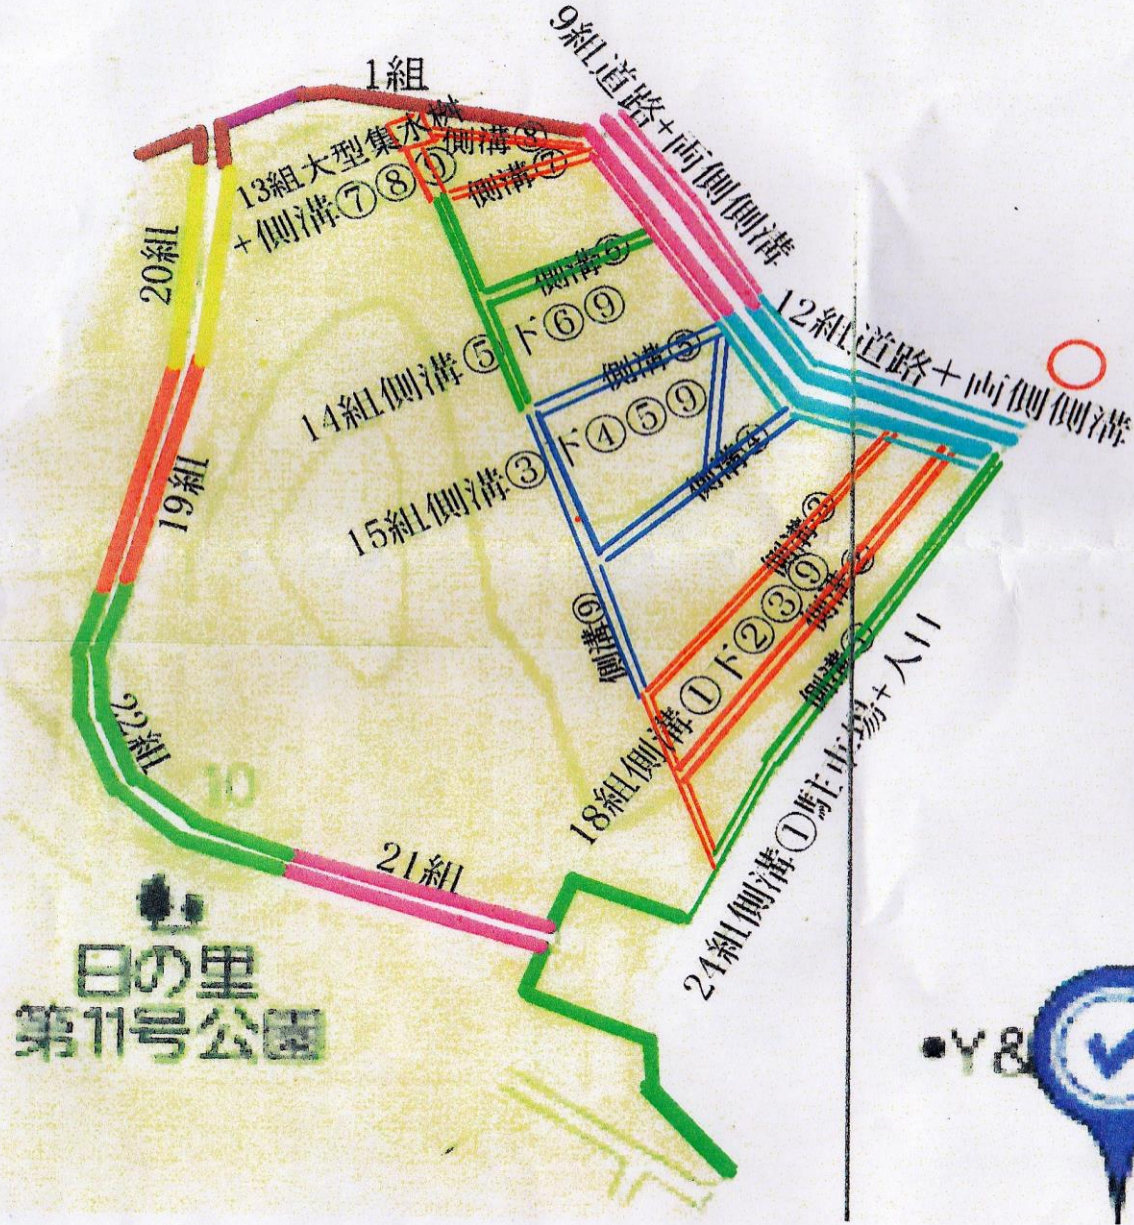 1組
9組道路+両側側溝
13組大型集水桝
+側溝⑦⑧⑨
側溝⑧
側溝⑦
20組
側溝⑥
12組道路+両側側溝
14組側溝⑤下⑥⑨
側溝⑤
15組側溝③下④⑤⑨
側溝④
19組
側溝③
側溝②
側溝⑨
側溝①
18組側溝①下②③⑨
24組側溝①駐車場+入口
22組
10
21組
日の里
第11号公園
Y&